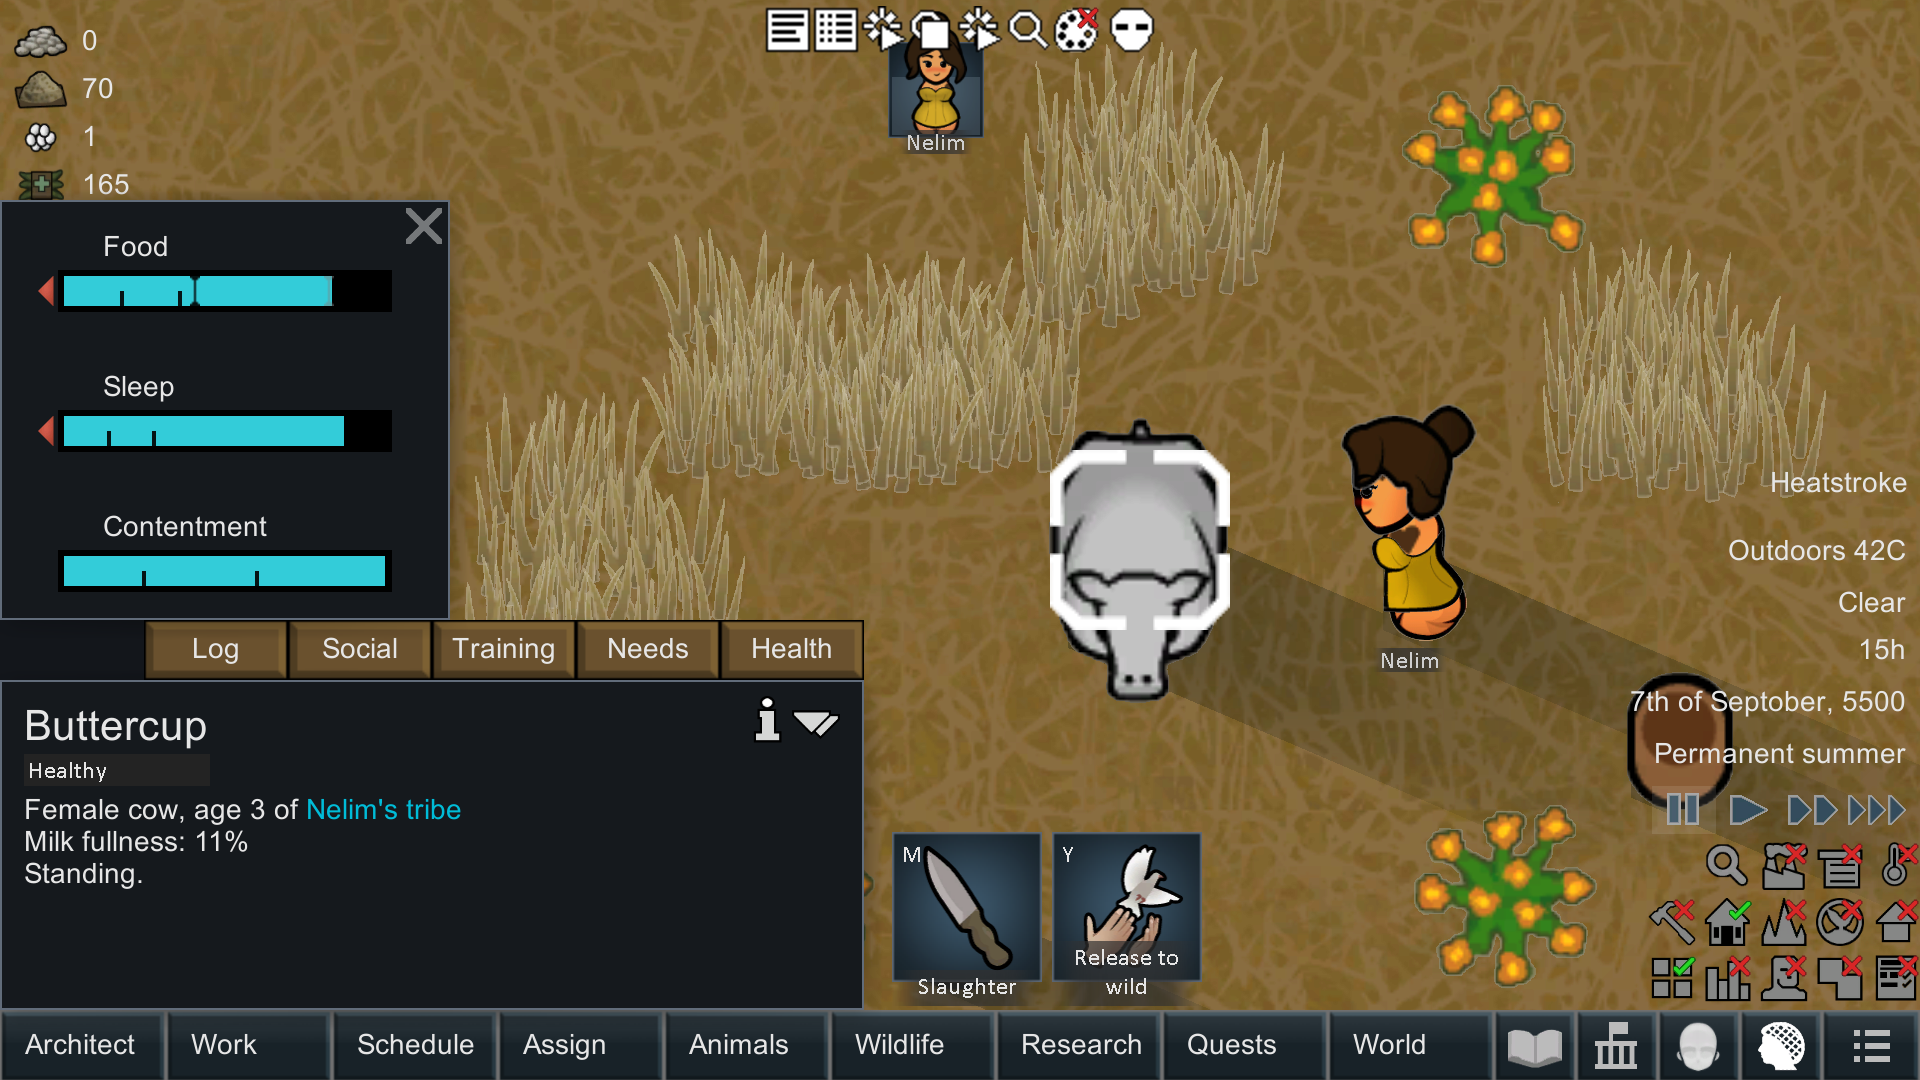 0
70
1
165
Nelim
Food
Sleep
Contentment
Log
Social
Training
Needs
Health
Buttercup
Healthy
Female cow, age 3 of Nelim's tribe
Milk fullness: 11%
Standing.
Nelim
Heatstroke
Outdoors 42C
Clear
15h
7th of Septober, 5500
Permanent summer
M
Slaughter
Y
Release to
wild
Architect
Work
Schedule
Assign
Animals
Wildlife
Research
Quests
World